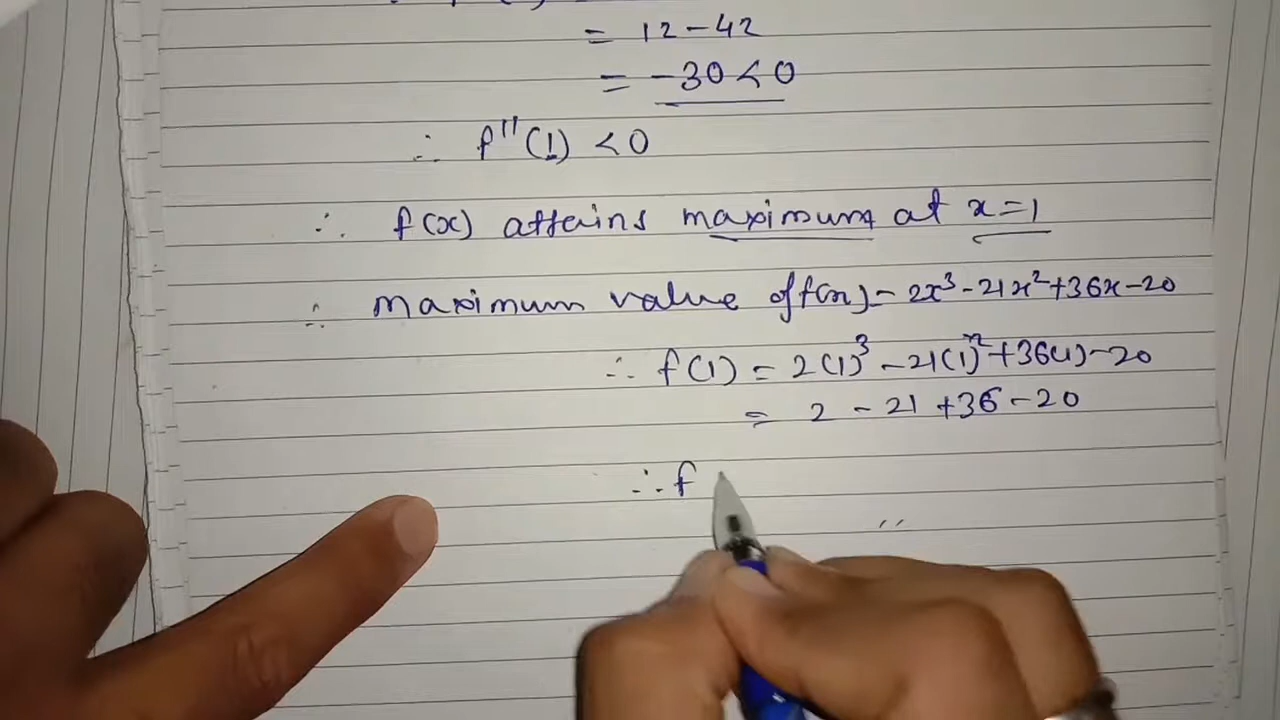 = 12-42
= -30<0
∴ f"(1) <0
∴ f(x) attains maximum at x=1
∴ maximum value of f(x) = 2x³-21x²+36x-20
∴ f(1) = 2(1)³-21(1)²+36(1)-20
= 2-21+36-20
∴ f